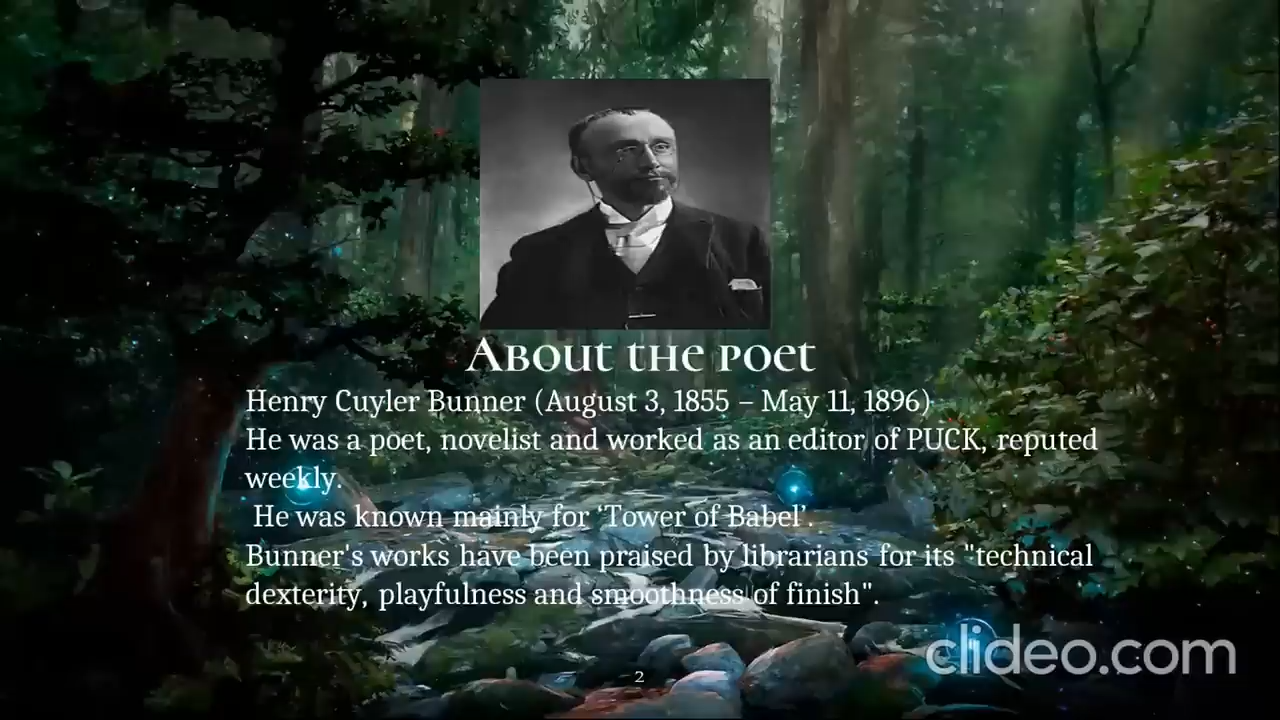 About the poet
Henry Cuyler Bunner (August 3, 1855 – May 11, 1896)
He was a poet, novelist and worked as an editor of PUCK, reputed
weekly.
He was known mainly for ‘Tower of Babel’.
Bunner's works have been praised by librarians for its "technical
dexterity, playfulness and smoothness of finish".
clideo.com
2